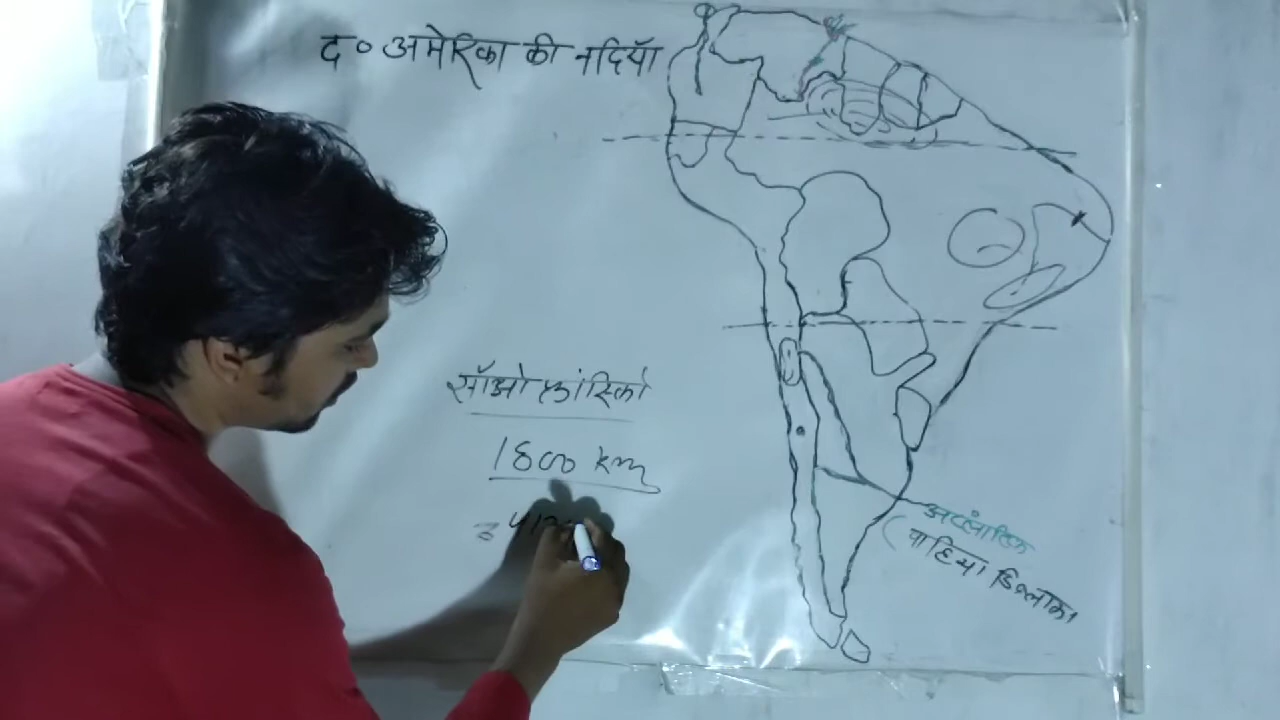 द० अमेरिका की नदियाँ
सॉओ फ्रांसिको
1800 km
अटलांटिक
(वाहिया ब्लिंका